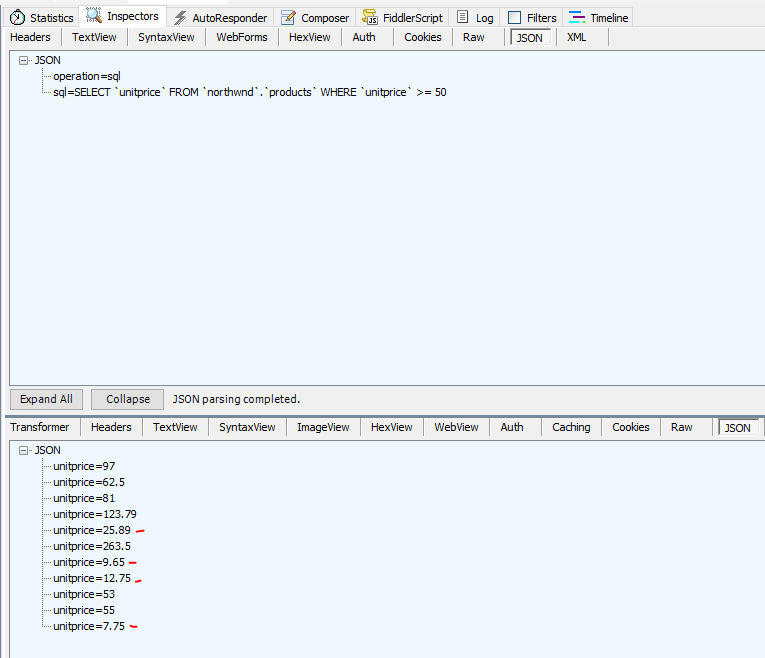 Statistics Inspectors AutoResponder Composer FiddlerScript Log Filters Timeline
Headers TextView SyntaxView WebForms HexView Auth Cookies Raw JSON XML
JSON
operation=sql
sql=SELECT `unitprice` FROM `northwnd`.`products` WHERE `unitprice` >= 50
Expand All Collapse JSON parsing completed.
Transformer Headers TextView SyntaxView ImageView HexView WebView Auth Caching Cookies Raw JSON
JSON
unitprice=97
unitprice=62.5
unitprice=81
unitprice=123.79
unitprice=25.89
unitprice=263.5
unitprice=9.65
unitprice=12.75
unitprice=53
unitprice=55
unitprice=7.75